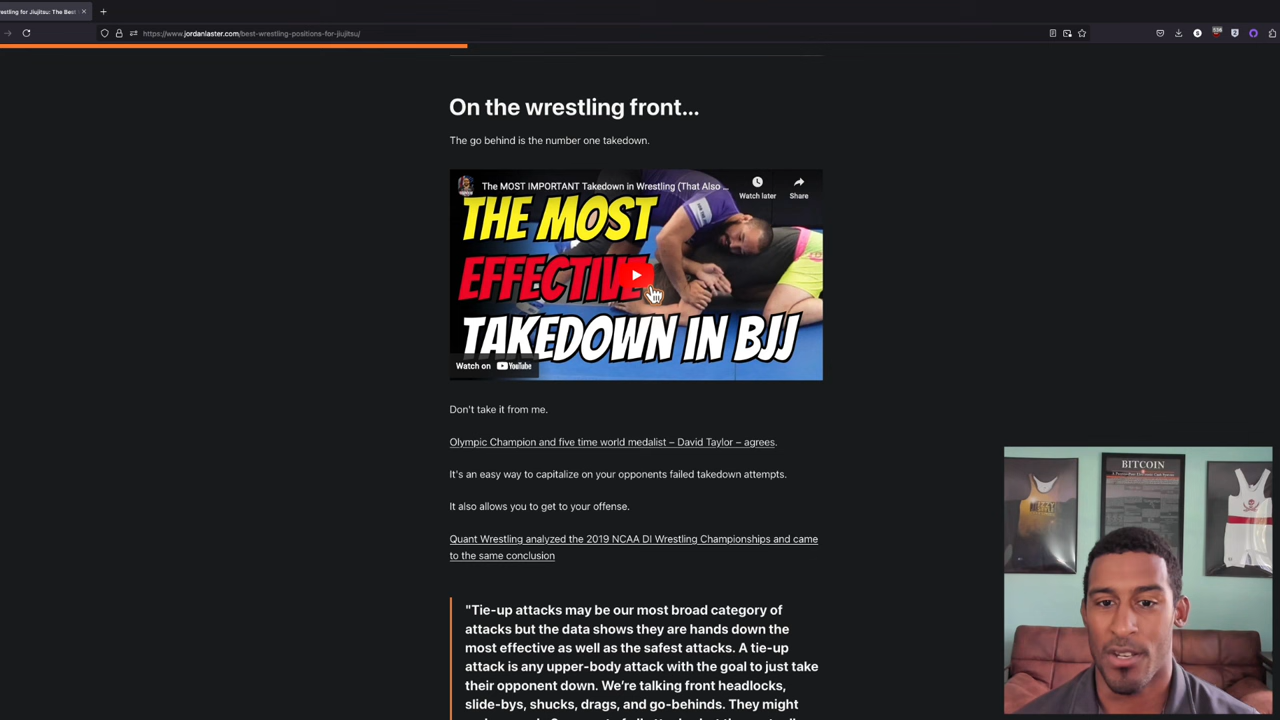 estling for Jiujitsu: The Best
https://www.jordanlaster.com/best-wrestling-positions-for-jiujitsu/
On the wrestling front...
The go behind is the number one takedown.
The MOST IMPORTANT Takedown in Wrestling (That Also ...
Watch later
Share
THE MOST
EFFECTIVE
TAKEDOWN IN BJJ
Watch on YouTube
Don't take it from me.
Olympic Champion and five time world medalist – David Taylor – agrees.
It's an easy way to capitalize on your opponents failed takedown attempts.
It also allows you to get to your offense.
Quant Wrestling analyzed the 2019 NCAA DI Wrestling Championships and came
to the same conclusion
BITCOIN
"Tie-up attacks may be our most broad category of
attacks but the data shows they are hands down the
most effective as well as the safest attacks. A tie-up
attack is any upper-body attack with the goal to just take
their opponent down. We're talking front headlocks,
slide-bys, shucks, drags, and go-behinds. They might